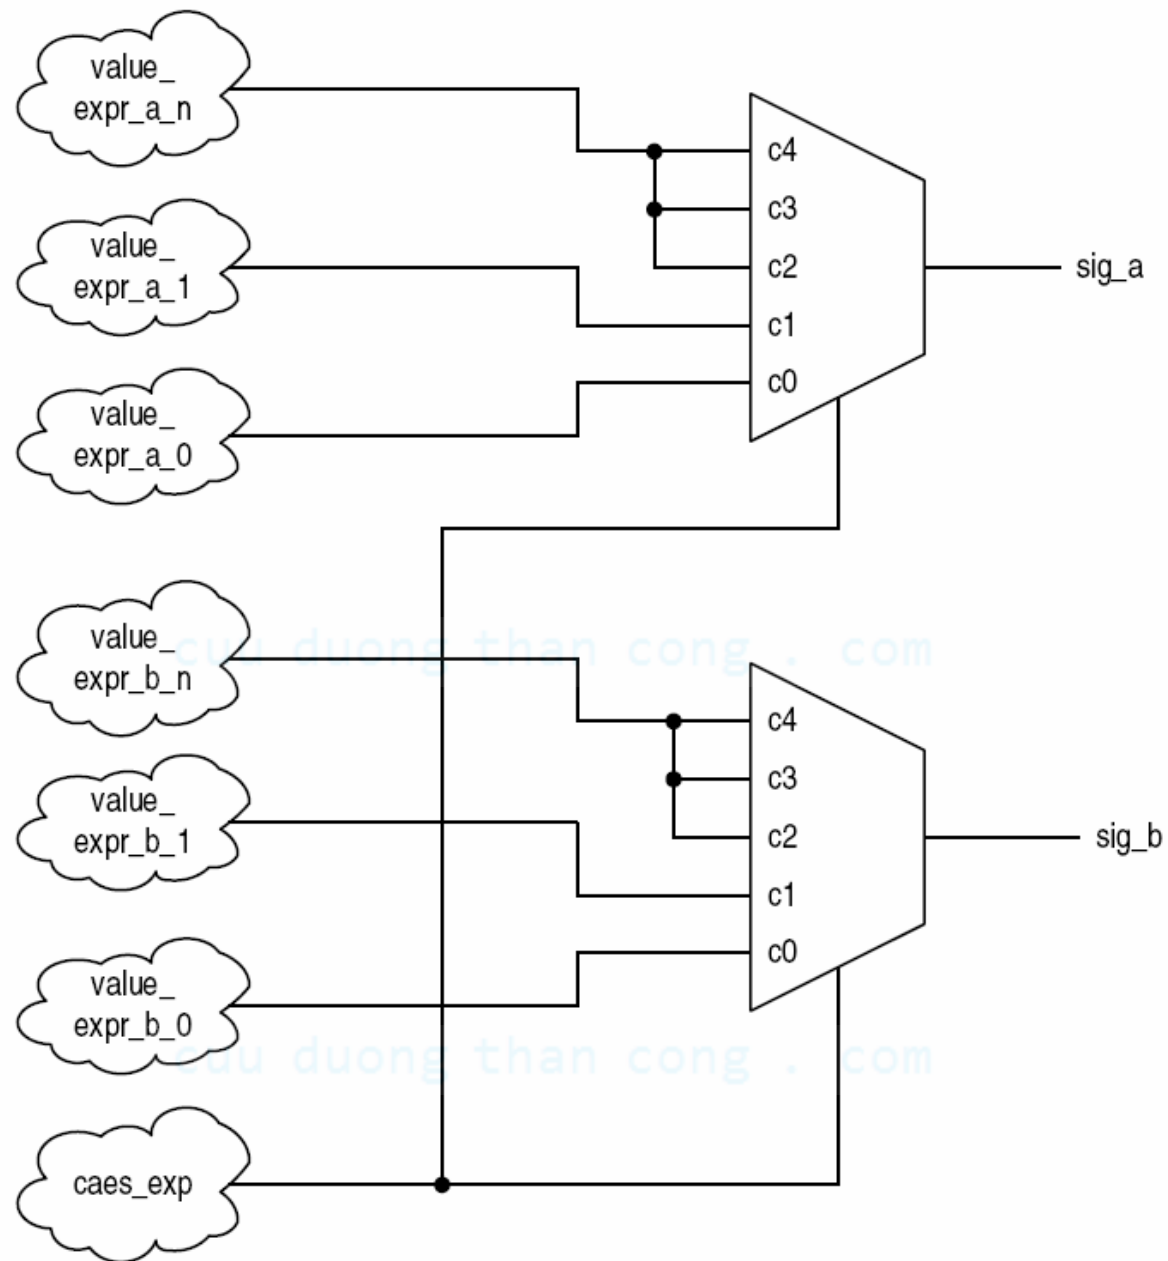 value_
expr_a_n
c4
c3
value_
expr_a_1
c2
sig_a
c1
c0
value_
expr_a_0
value_
expr_b_n
cuu duong than cong . com
c4
c3
value_
expr_b_1
c2
sig_b
c1
c0
value_
expr_b_0
cuu duong than cong . com
caes_exp